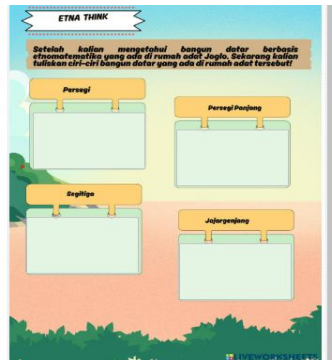 ETNA THINK
Setelah kalian mengetahui bangun datar berbasis
etnomatematika yang ada di rumah adat Joglo. Sekarang kalian
tuliskan ciri-ciri bangun datar yang ada di rumah adat tersebut!
Persegi
Persegi Panjang
Segitiga
Jajargenjang
LIVEWORKSHEETS